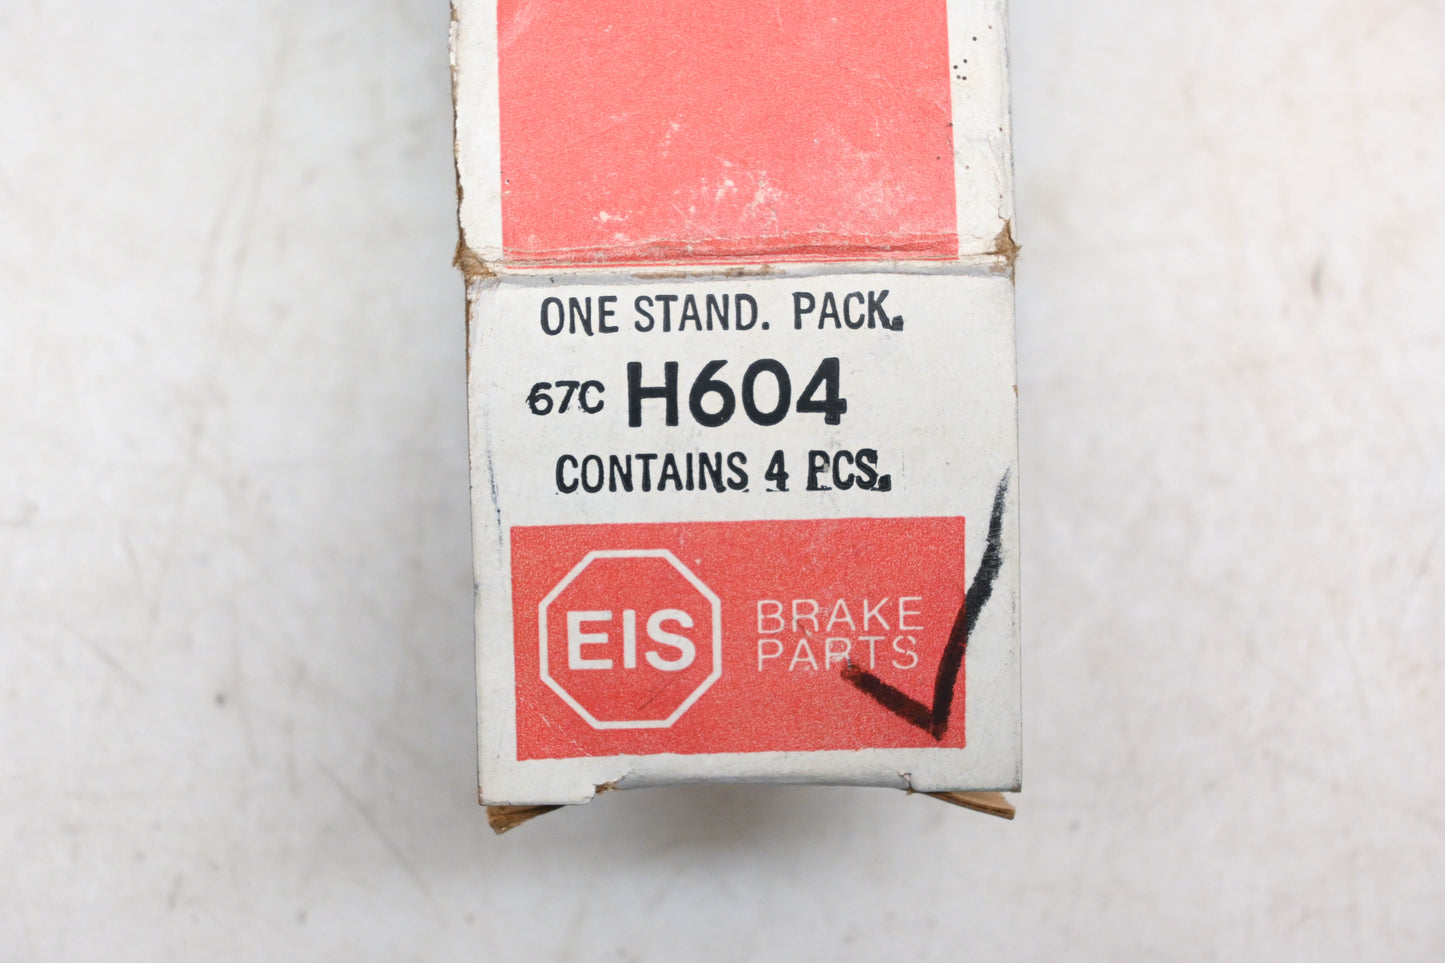 ONE STAND. PACK.
67C H604
CONTAINS 4 PCS.
EIS
BRAKE
PARTS